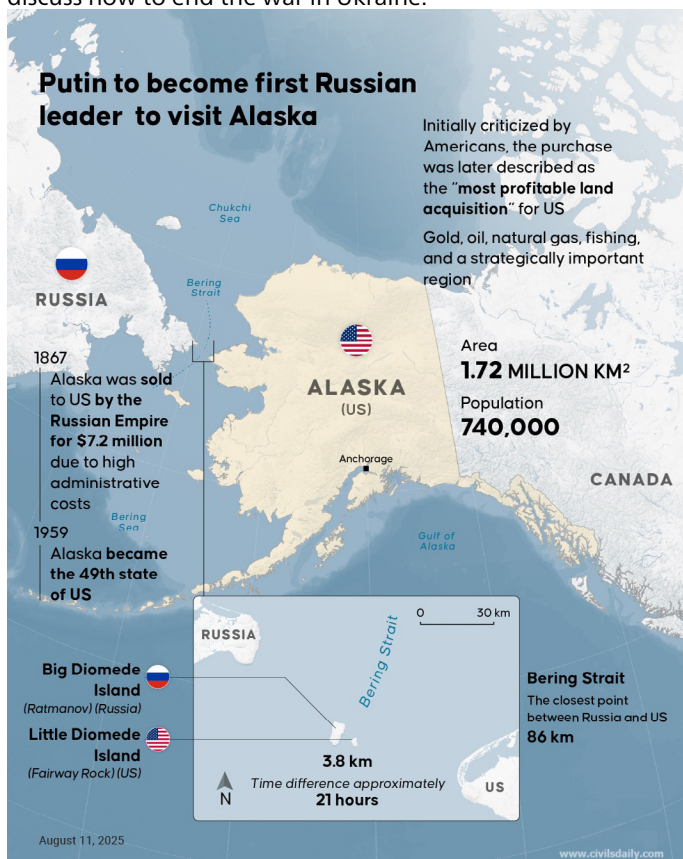 discuss how to end the war in Ukraine.
Putin to become first Russian
leader to visit Alaska
Initially criticized by
Americans, the purchase
was later described as
the "most profitable land
acquisition" for US
Gold, oil, natural gas, fishing,
and a strategically important
region
Chukchi
Sea
Bering
Strait
RUSSIA
1867
Alaska was sold
to US by the
Russian Empire
for $7.2 million
due to high
administrative
costs
1959
Alaska became
the 49th state
of US
Bering
Sea
ALASKA
(US)
Anchorage
Area
1.72 MILLION KM²
Population
740,000
CANADA
Gulf of
Alaska
RUSSIA
Bering Strait
0 30 km
Big Diomede
Island
(Ratmanov) (Russia)
Little Diomede
Island
(Fairway Rock) (US)
3.8 km
Time difference approximately
21 hours
N
US
Bering Strait
The closest point
between Russia and US
86 km
August 11, 2025
www.civilsdaily.com